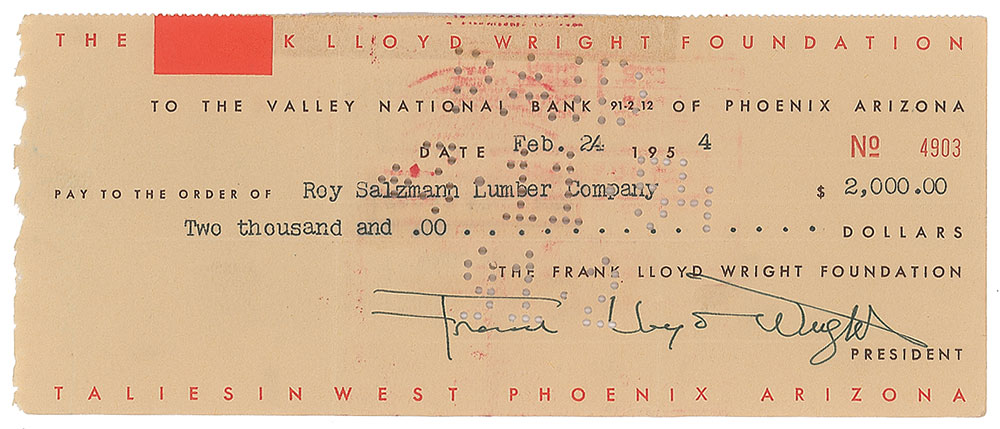 THE K LLOYD WRIGHT FOUNDATION
TO THE VALLEY NATIONAL BANK 91-2 12 OF PHOENIX ARIZONA
DATE Feb. 24 195 4 No 4903
PAY TO THE ORDER OF Roy Salzmann Lumber Company $ 2,000.00
Two thousand and .00 . . . . . . . . . . . . . . . DOLLARS
THE FRANK LLOYD WRIGHT FOUNDATION
Frank Lloyd Wright
PRESIDENT
TALIESIN WEST PHOENIX ARIZONA